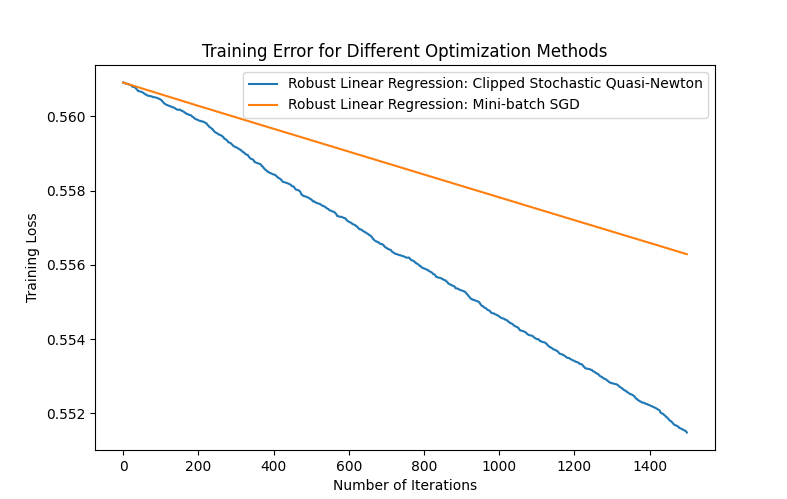 Training Error for Different Optimization Methods
Robust Linear Regression: Clipped Stochastic Quasi-Newton
Robust Linear Regression: Mini-batch SGD
0.560
0.558
0.556
0.554
0.552
Training Loss
0 200 400 600 800 1000 1200 1400
Number of Iterations